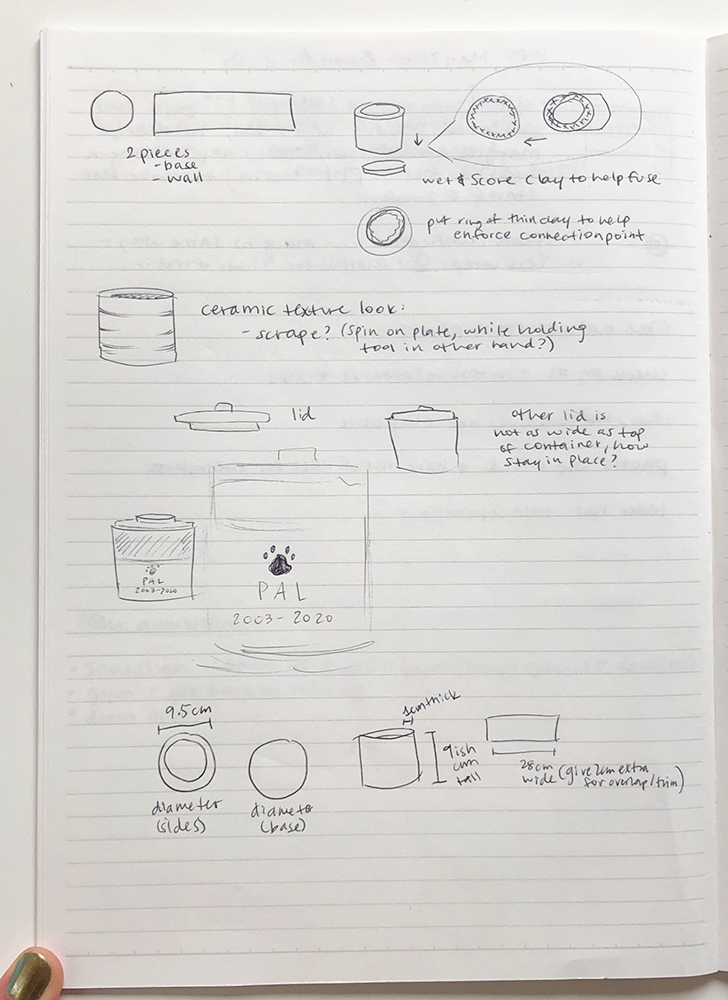 2 pieces
- base
- wall
wet & score clay to help fuse
put ring of thin clay to help
enforce connection point
ceramic texture look:
- scrape? (spin on plate, while holding
tool in other hand?)
lid
other lid is
not as wide as top
of container, how
stay in place?
PAL
2003-2020
PAL
2003-2020
9.5cm
1cm thick
9ish
cm
tall
28cm
wide (give 2cm extra
for overlap/trim)
diameter
(sides)
diameter
(base)